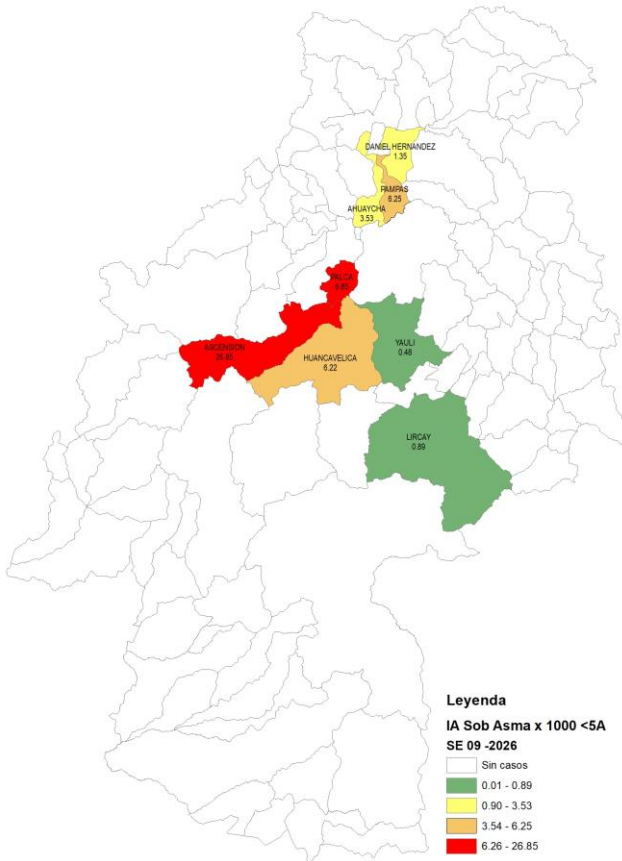 DANIEL HERNANDEZ
1.35
PAMPAS
6.25
AHUAYCHA
3.53
PALCA
ASCENSION
26.85
YAULI
0.48
HUANCAVELICA
6.22
LIRCAY
0.89
Leyenda
IA Sob Asma x 1000 <5A
SE 09 -2026
Sin casos
0.01 - 0.89
0.90 - 3.53
3.54 - 6.25
6.26 - 26.85